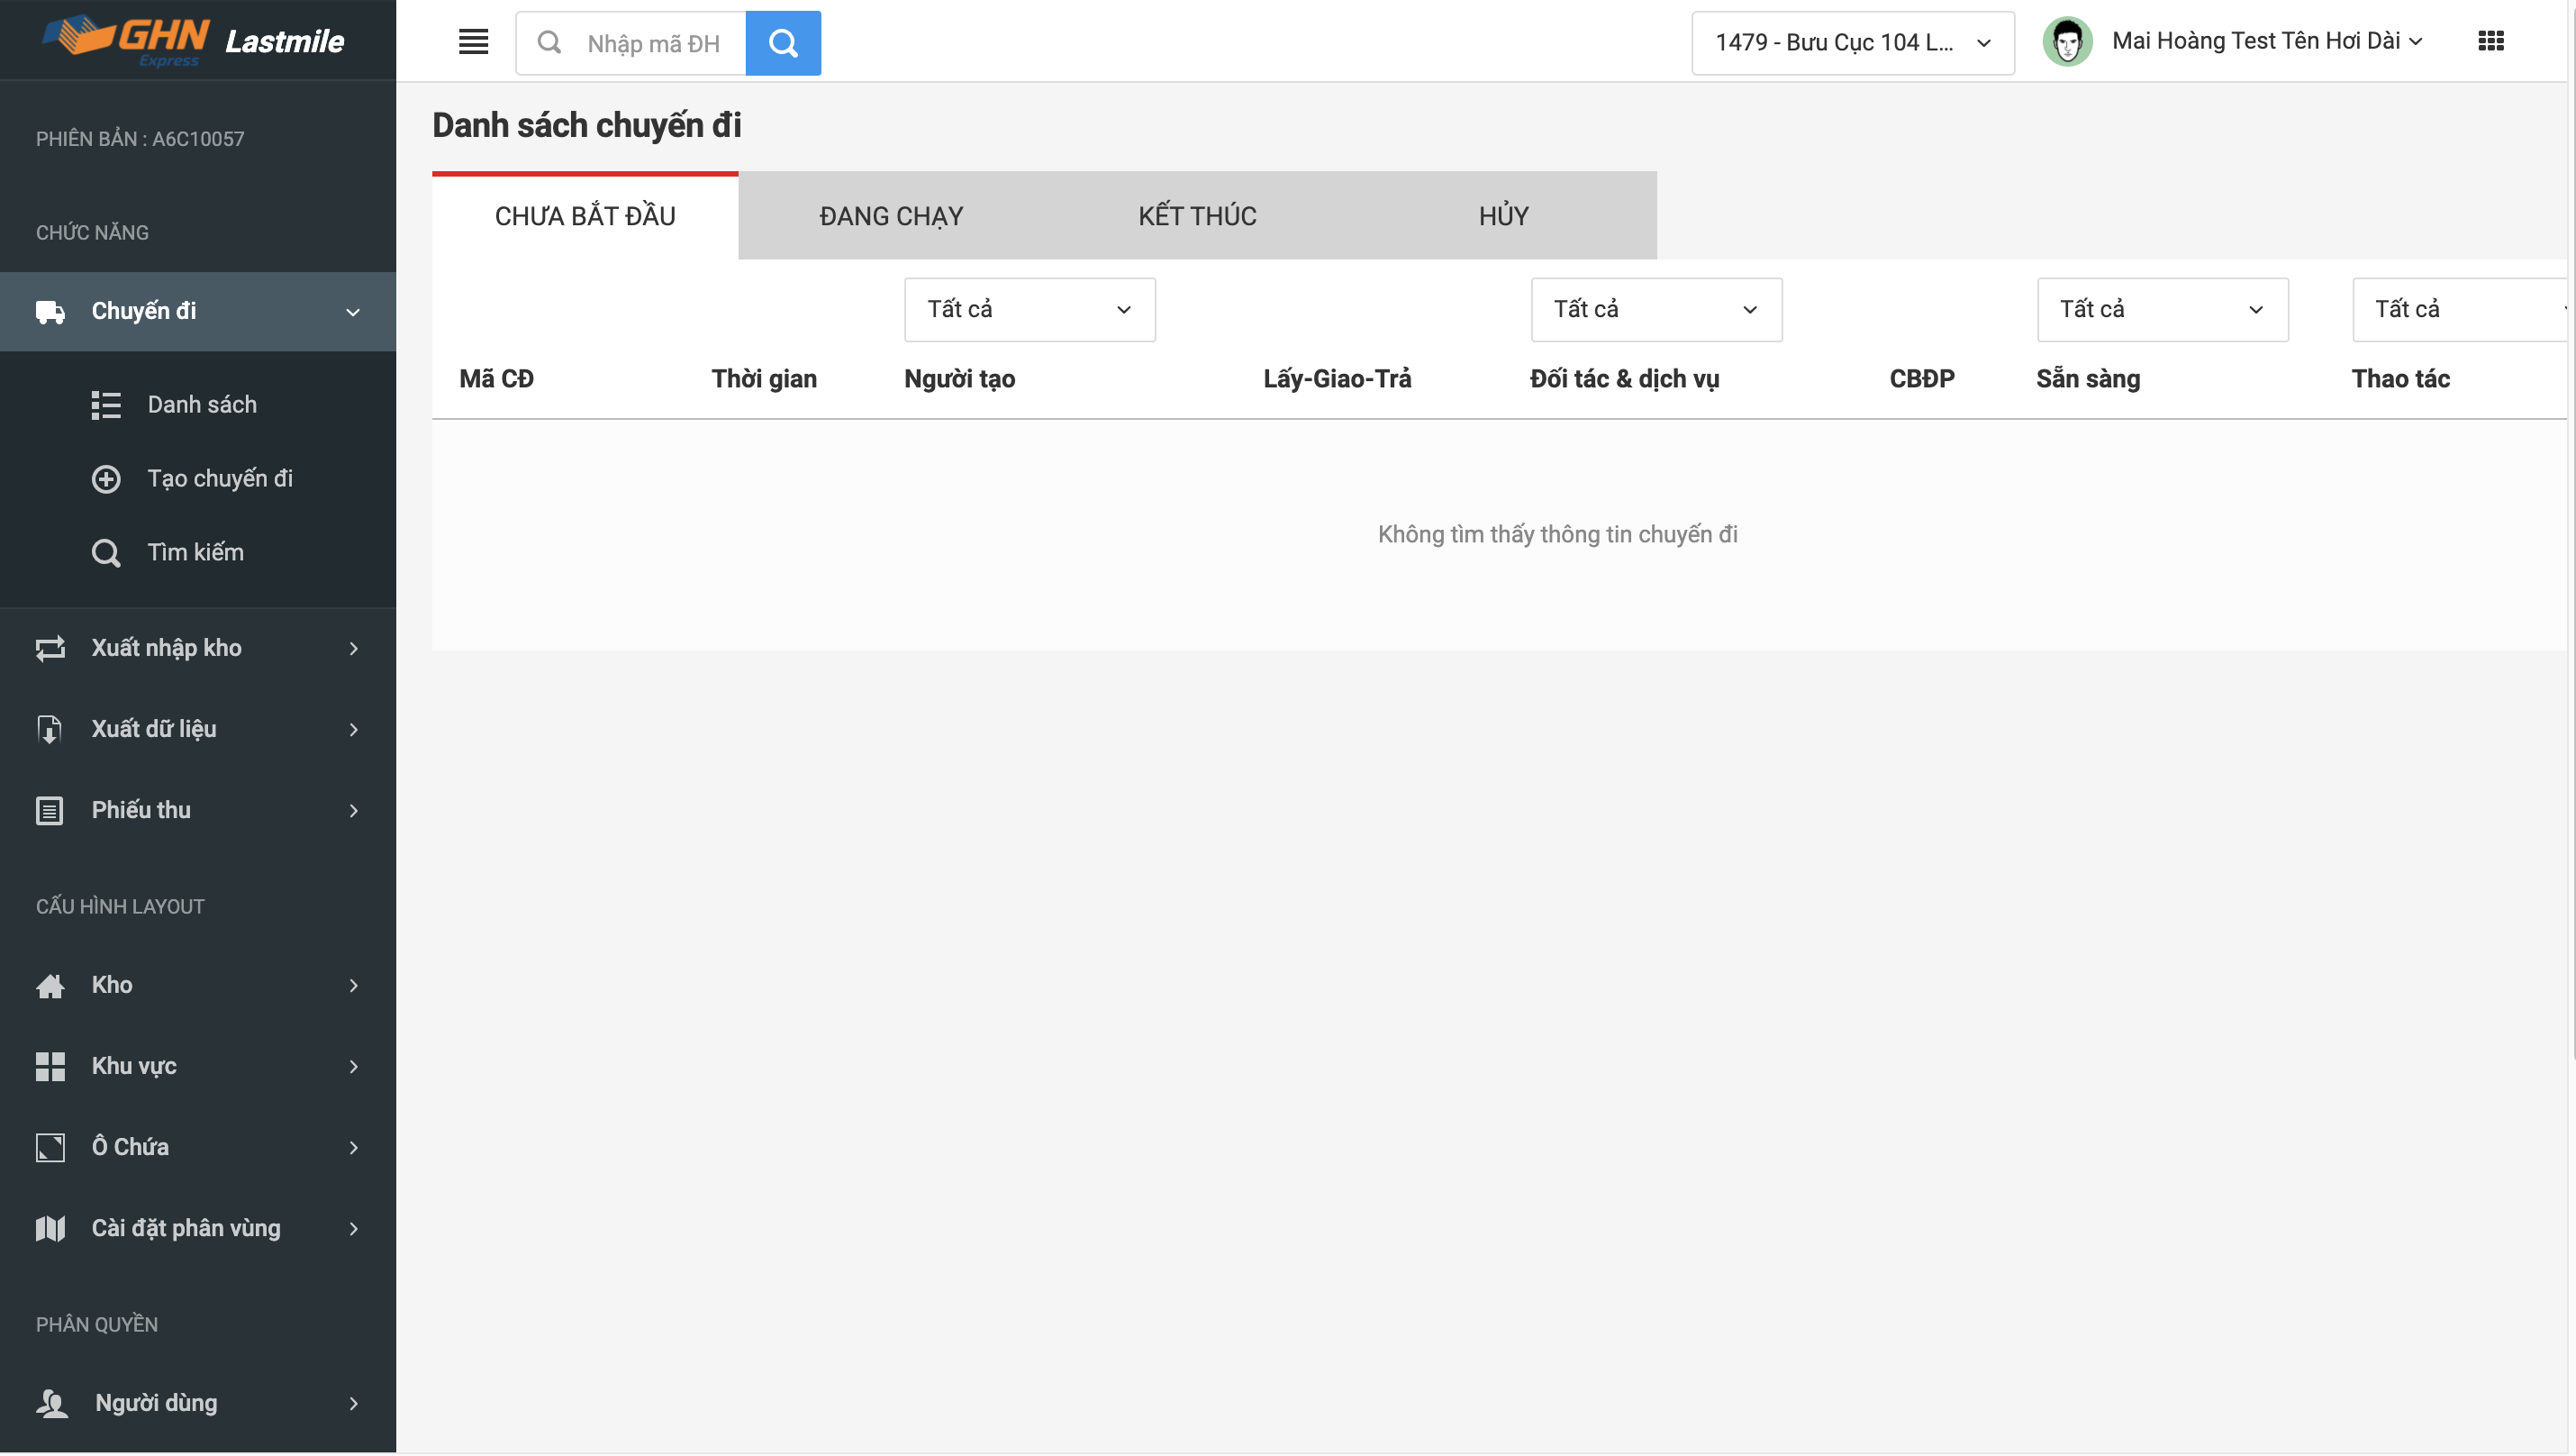 GHN Express Lastmile
Nhập mã ĐH
1479 - Bưu Cục 104 L...
Mai Hoàng Test Tên Hơi Dài
PHIÊN BẢN : A6C10057
CHỨC NĂNG
Chuyến đi
Danh sách
Tạo chuyến đi
Tìm kiếm
Xuất nhập kho
Xuất dữ liệu
Phiếu thu
CẤU HÌNH LAYOUT
Kho
Khu vực
Ô Chứa
Cài đặt phân vùng
PHÂN QUYỀN
Người dùng
Danh sách chuyến đi
CHƯA BẮT ĐẦU ĐANG CHẠY KẾT THÚC HỦY
Tất cả Tất cả Tất cả Tất cả
Mã CĐ Thời gian Người tạo Lấy-Giao-Trả Đối tác & dịch vụ CBĐP Sẵn sàng Thao tác
Không tìm thấy thông tin chuyến đi